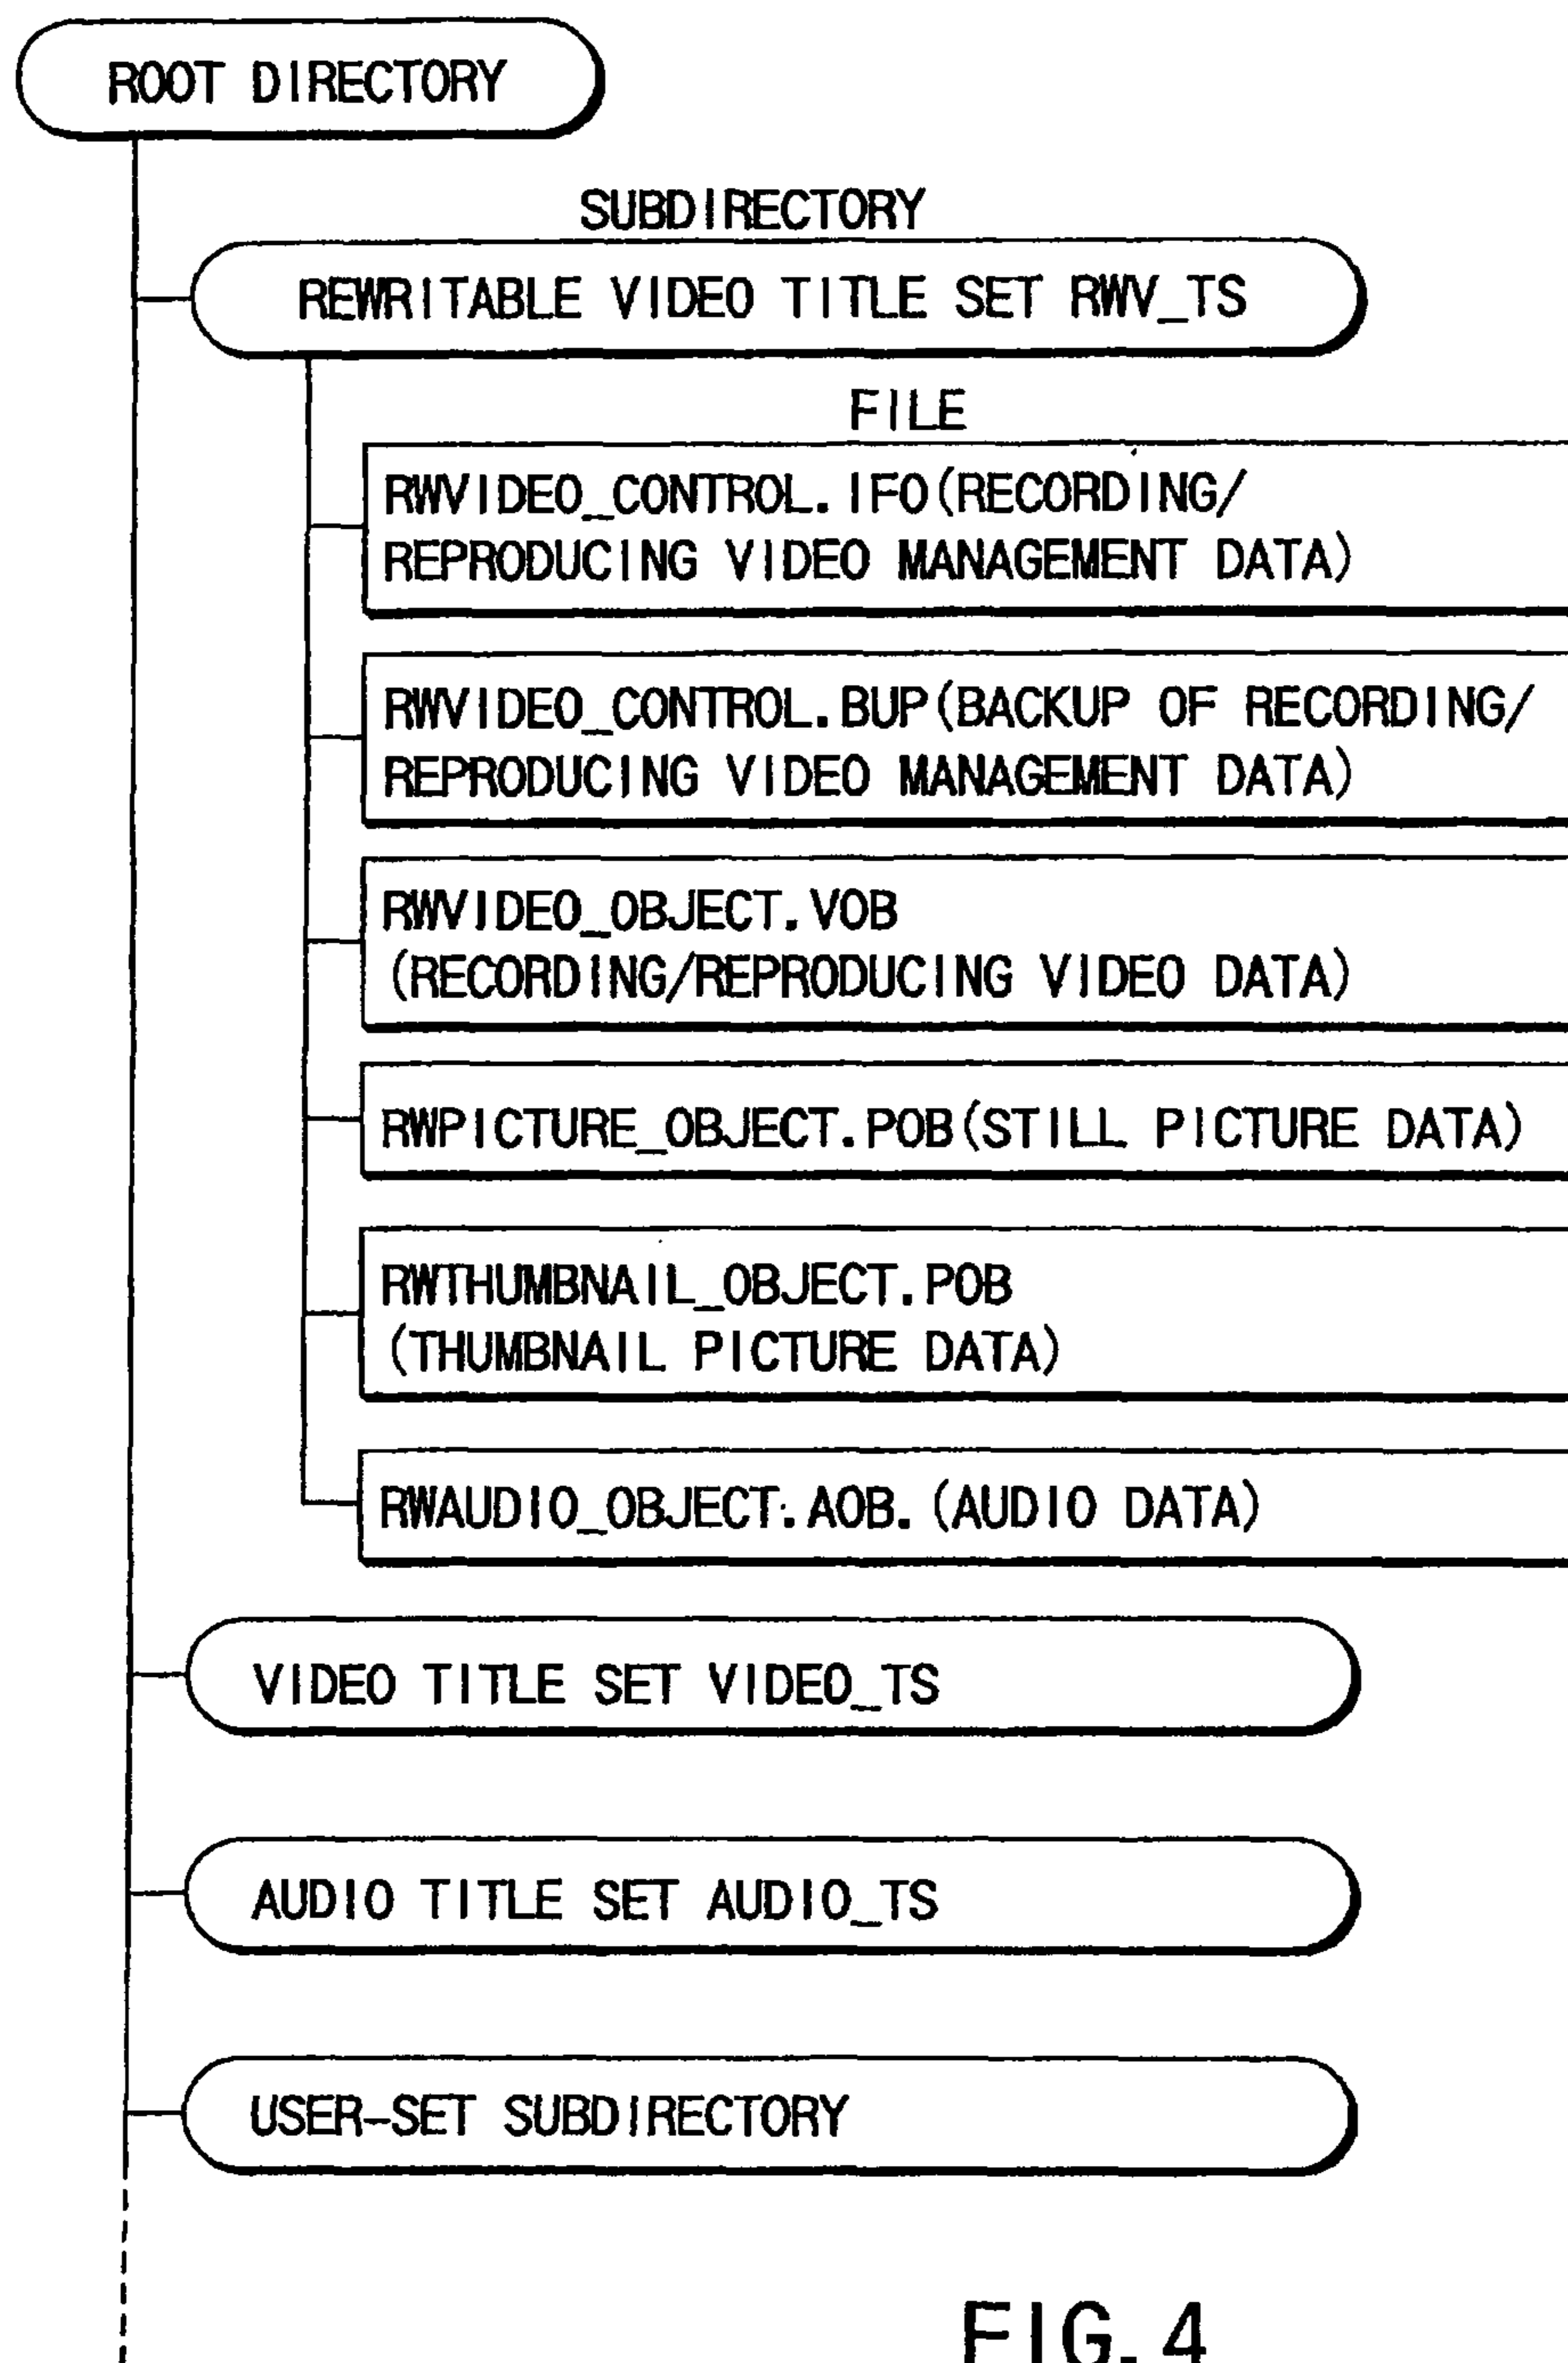 ROOT DIRECTORY
SUBDIRECTORY
REWRITABLE VIDEO TITLE SET RWV_TS
FILE
RWVIDEO_CONTROL.IFO(RECORDING/
REPRODUCING VIDEO MANAGEMENT DATA)
RWVIDEO_CONTROL.BUP(BACKUP OF RECORDING/
REPRODUCING VIDEO MANAGEMENT DATA)
RWVIDEO_OBJECT.VOB
(RECORDING/REPRODUCING VIDEO DATA)
RWPICTURE_OBJECT.POB(STILL PICTURE DATA)
RWTHUMBNAIL_OBJECT.POB
(THUMBNAIL PICTURE DATA)
RWAUDIO_OBJECT.AOB.(AUDIO DATA)
VIDEO TITLE SET VIDEO_TS
AUDIO TITLE SET AUDIO_TS
USER-SET SUBDIRECTORY
FIG.4